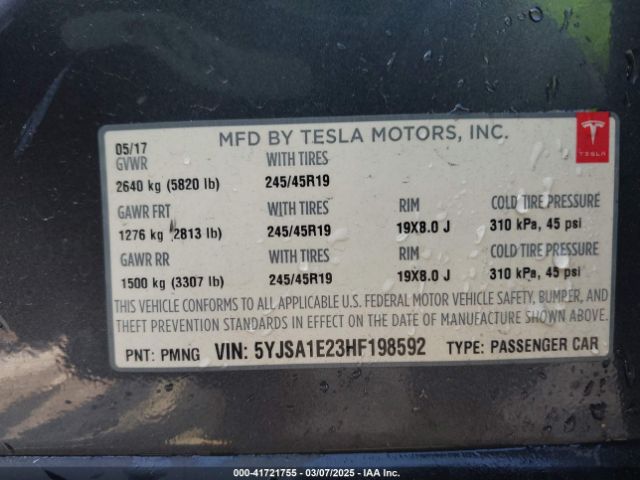 MFD BY TESLA MOTORS, INC.
TESLA
05/17
GVWR WITH TIRES
2640 kg (5820 lb) 245/45R19
GAWR FRT WITH TIRES RIM COLD TIRE PRESSURE
1276 kg (2813 lb) 245/45R19 19X8.0 J 310 kPa, 45 psi
GAWR RR WITH TIRES RIM COLD TIRE PRESSURE
1500 kg (3307 lb) 245/45R19 19X8.0 J 310 kPa, 45 psi
THIS VEHICLE CONFORMS TO ALL APPLICABLE U.S. FEDERAL MOTOR VEHICLE SAFETY, BUMPER, AND
THEFT PREVENTION STANDARDS IN EFFECT ON THE DATE OF MANUFACTURE SHOWN ABOVE.
PNT: PMNG VIN: 5YJSA1E23HF198592 TYPE: PASSENGER CAR
000-41721755 — 03/07/2025 — IAA Inc.